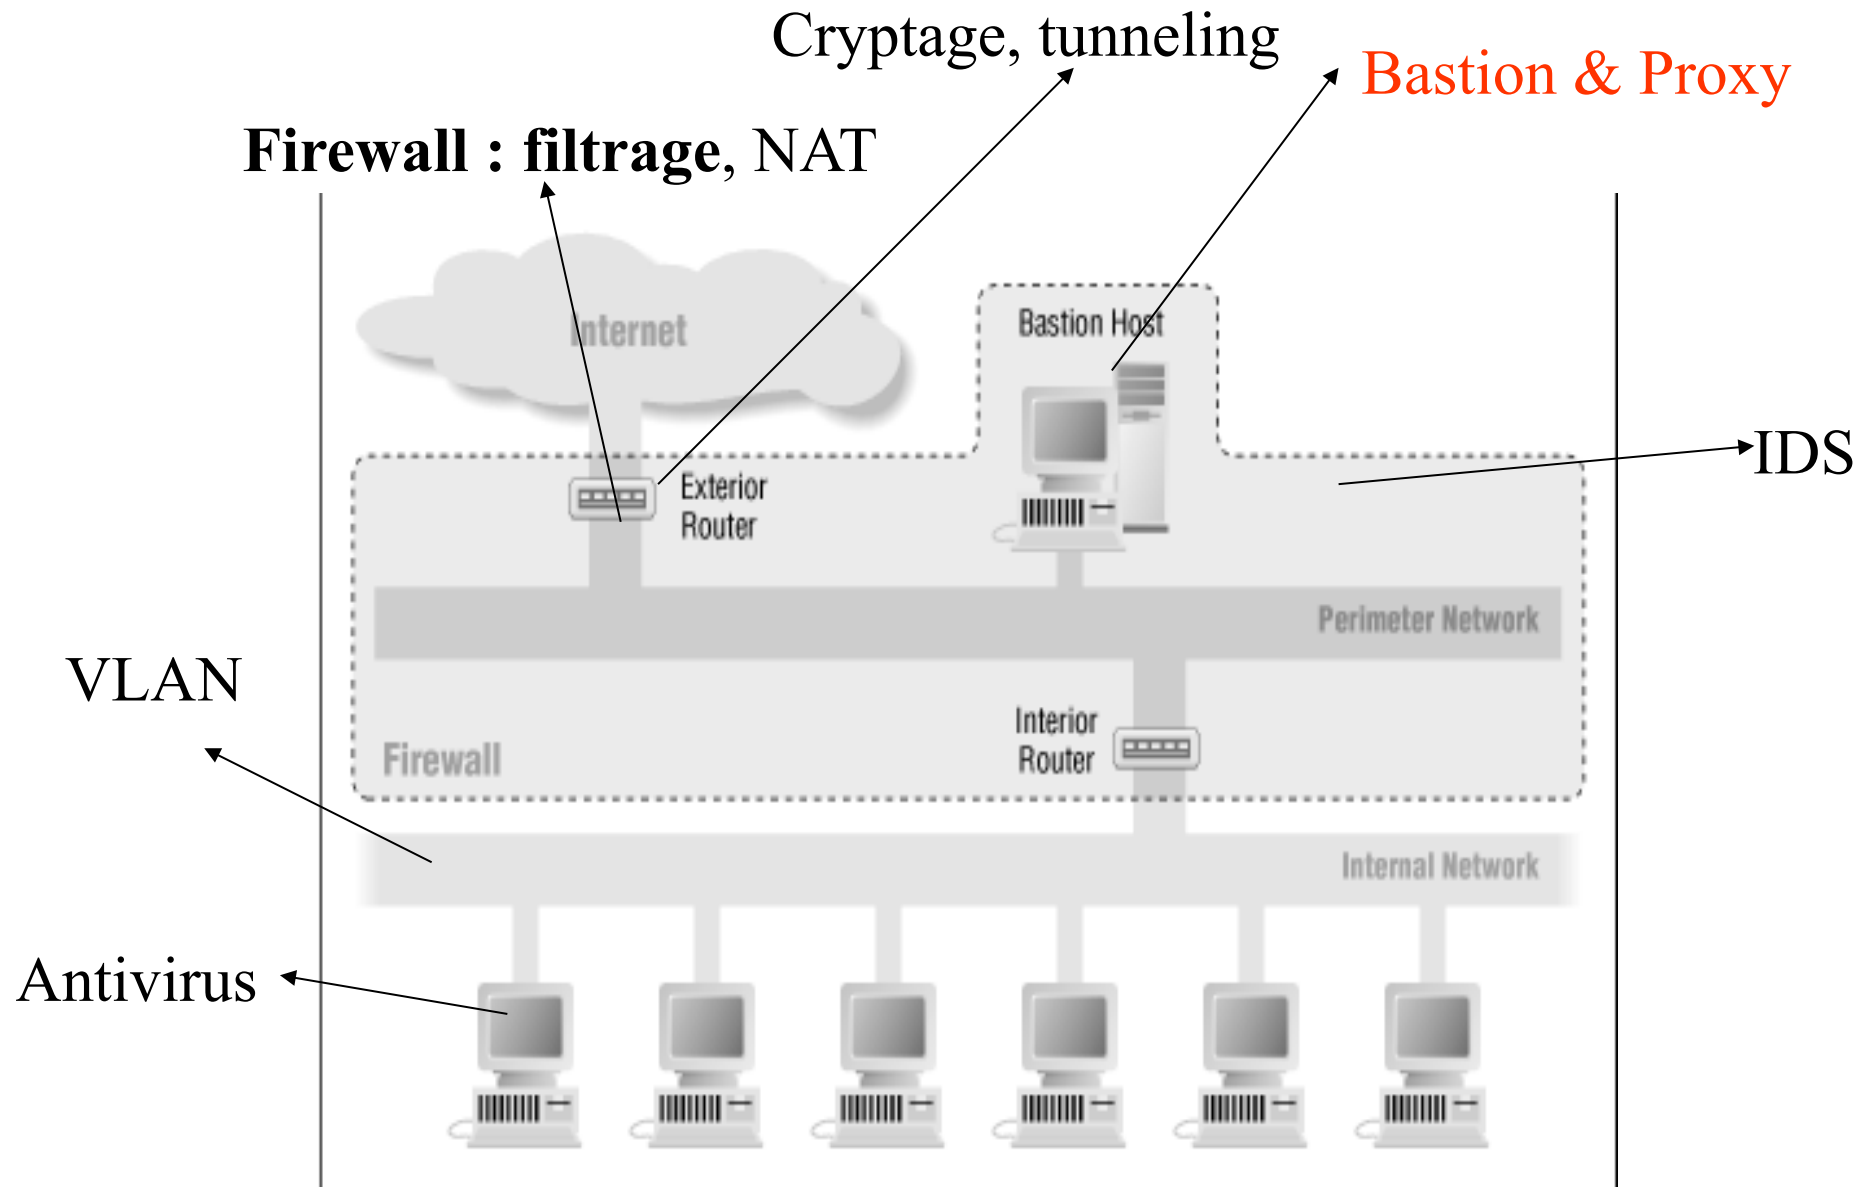 Cryptage, tunneling
Bastion & Proxy
Firewall : filtrage, NAT
Internet
Bastion Host
IDS
Exterior
Router
Perimeter Network
VLAN
Interior
Router
Firewall
Internal Network
Antivirus